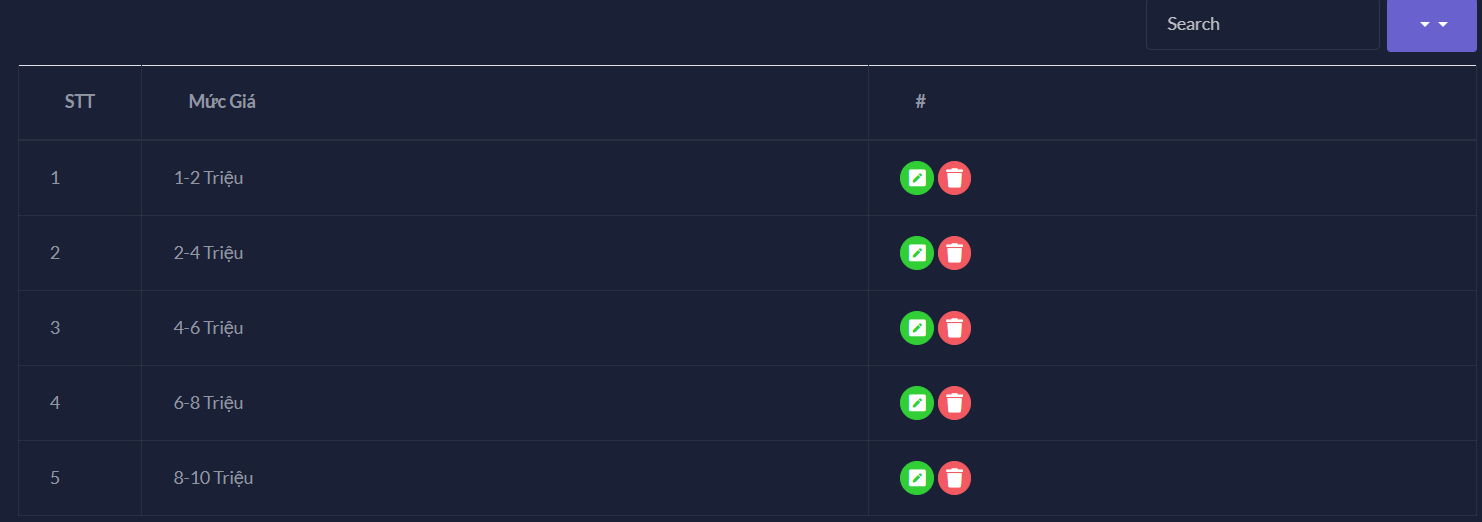 Search
STT Mức Giá #
1 1-2 Triệu
2 2-4 Triệu
3 4-6 Triệu
4 6-8 Triệu
5 8-10 Triệu